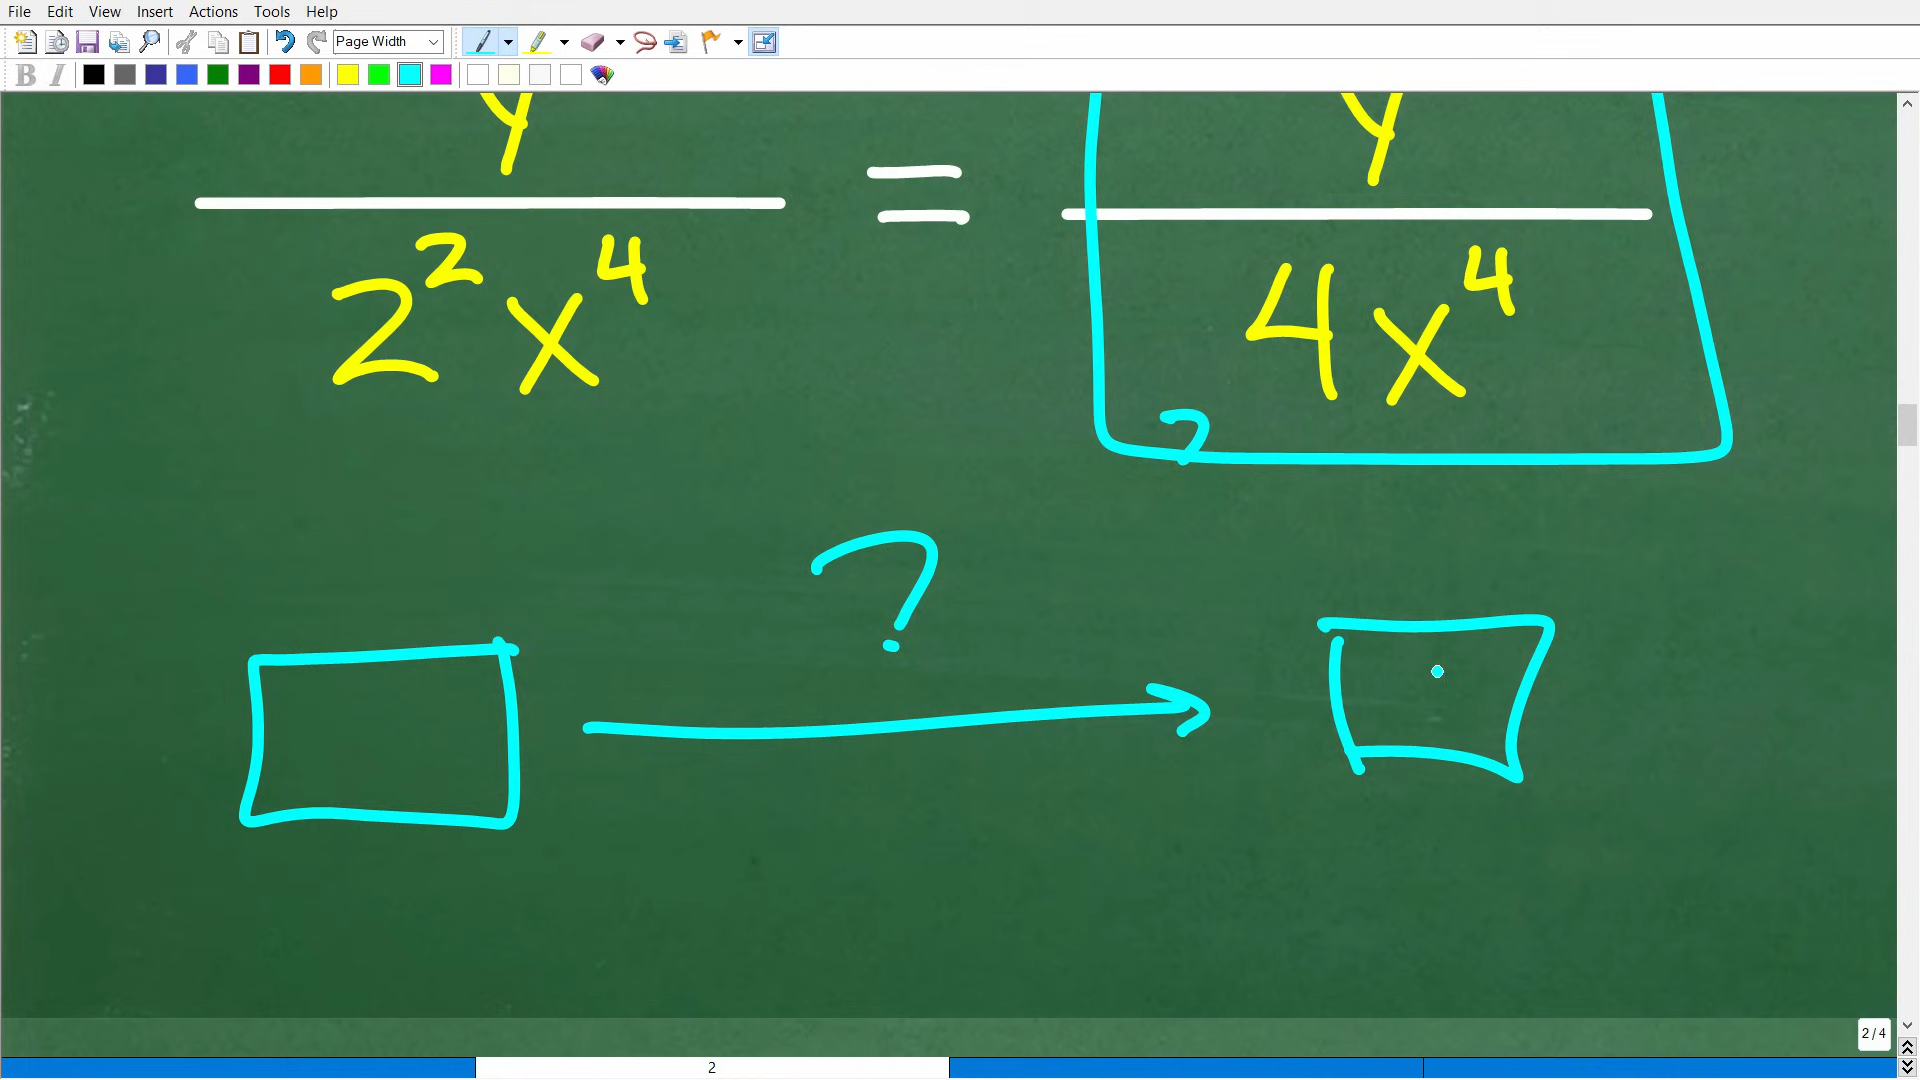 File Edit View Insert Actions Tools Help
Page Width
B I
y = y
2²x⁴ 4x⁴
?
2 / 4
2